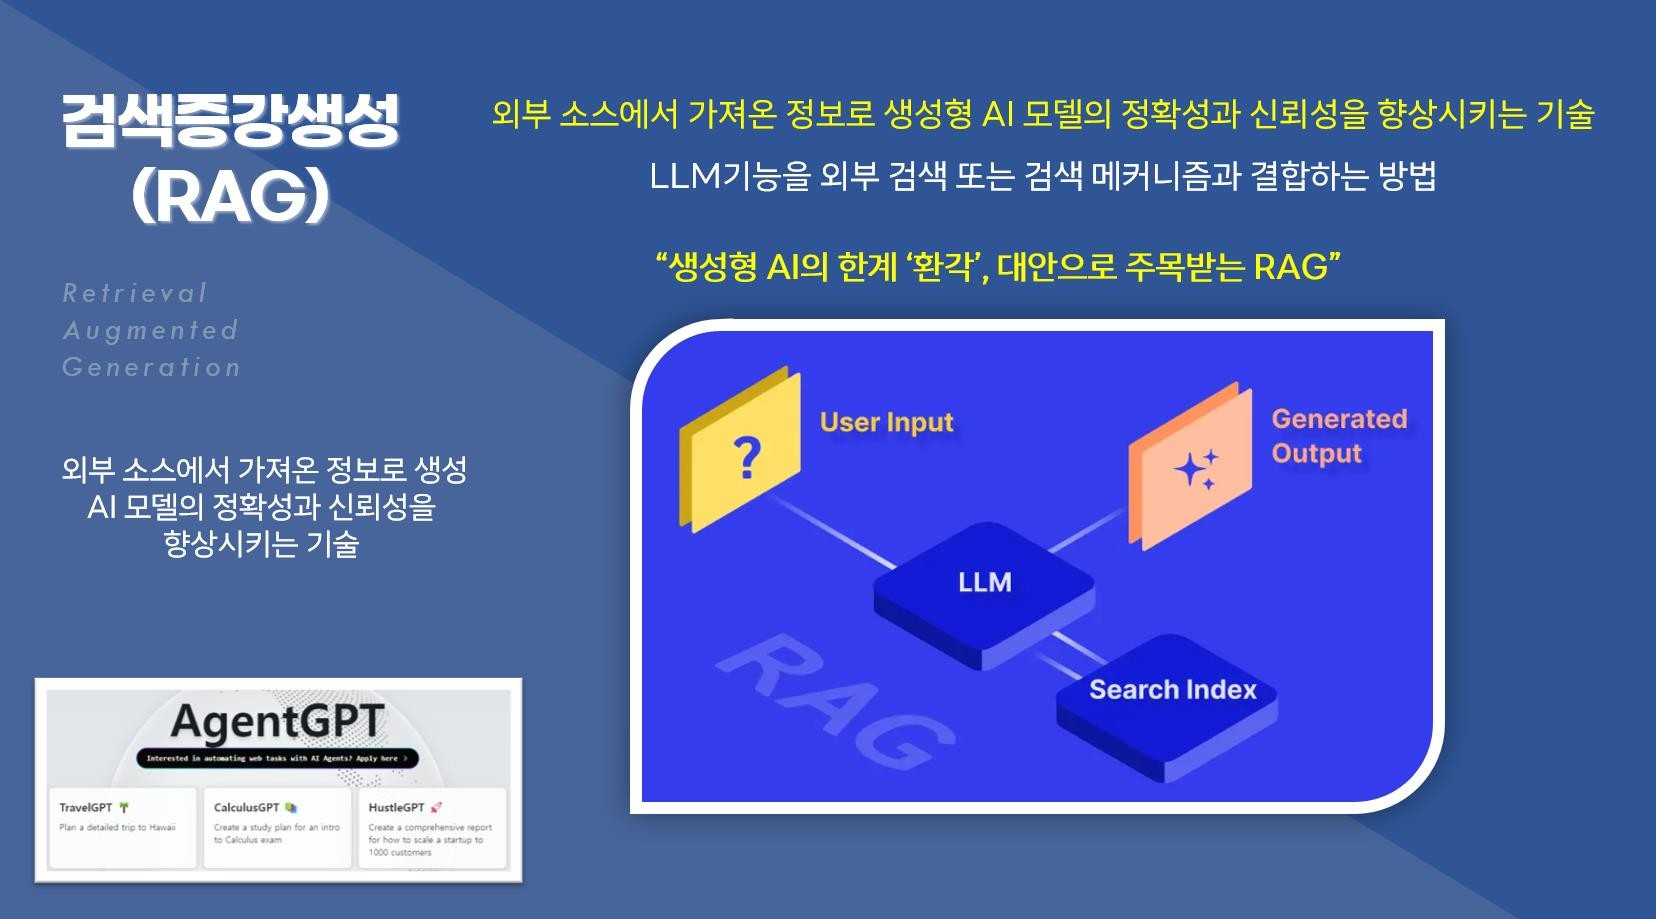 검색증강생성
(RAG)
Retrieval
Augmented
Generation
외부 소스에서 가져온 정보로 생성
AI 모델의 정확성과 신뢰성을
향상시키는 기술
외부 소스에서 가져온 정보로 생성형 AI 모델의 정확성과 신뢰성을 향상시키는 기술
LLM기능을 외부 검색 또는 검색 메커니즘과 결합하는 방법
“생성형 AI의 한계 ‘환각’, 대안으로 주목받는 RAG”
User Input
Generated
Output
LLM
Search Index
RAG
AgentGPT
Interested in automating web tasks with AI Agents? Apply here >
TravelGPT 🌴
Plan a detailed trip to Hawaii
CalculusGPT 📚
Create a study plan for an intro
to Calculus exam
HustleGPT 🚀
Create a comprehensive report
for how to scale a startup to
1000 customers